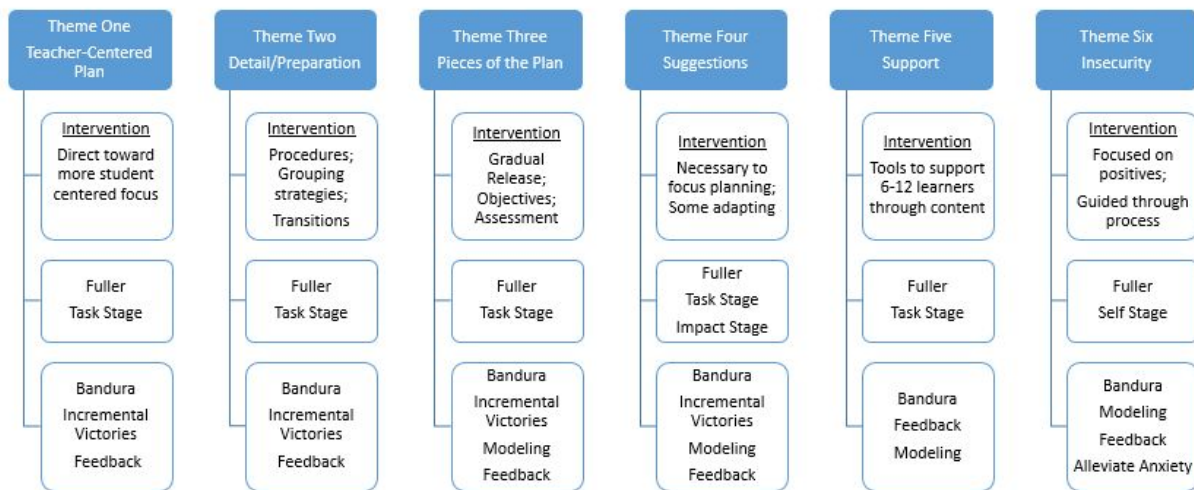 Theme One
Teacher-Centered
Plan
Intervention
Direct toward
more student
centered focus
Fuller
Task Stage
Bandura
Incremental
Victories
Feedback
Theme Two
Detail/Preparation
Intervention
Procedures;
Grouping
strategies;
Transitions
Fuller
Task Stage
Bandura
Incremental
Victories
Feedback
Theme Three
Pieces of the Plan
Intervention
Gradual
Release;
Objectives;
Assessment
Fuller
Task Stage
Bandura
Incremental
Victories
Modeling
Feedback
Theme Four
Suggestions
Intervention
Necessary to
focus planning;
Some adapting
Fuller
Task Stage
Impact Stage
Bandura
Incremental
Victories
Modeling
Feedback
Theme Five
Support
Intervention
Tools to support
6-12 learners
through content
Fuller
Task Stage
Bandura
Feedback
Modeling
Theme Six
Insecurity
Intervention
Focused on
positives;
Guided through
process
Fuller
Self Stage
Bandura
Modeling
Feedback
Alleviate Anxiety